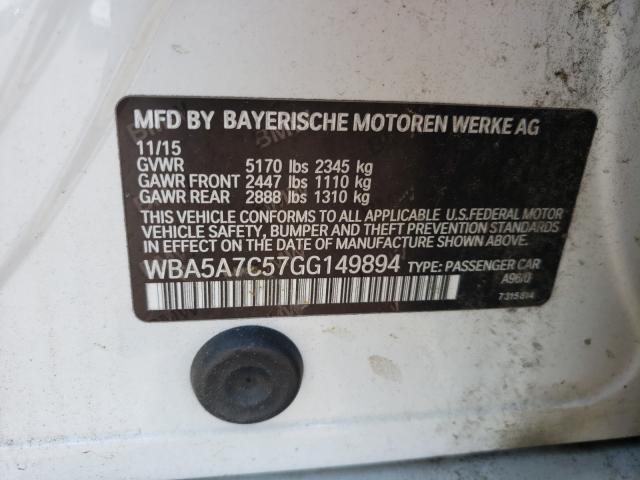 MFD BY BAYERISCHE MOTOREN WERKE AG
11/15
GVWR 5170 lbs 2345 kg
GAWR FRONT 2447 lbs 1110 kg
GAWR REAR 2888 lbs 1310 kg
THIS VEHICLE CONFORMS TO ALL APPLICABLE U.S.FEDERAL MOTOR
VEHICLE SAFETY, BUMPER AND THEFT PREVENTION STANDARDS
IN EFFECT ON THE DATE OF MANUFACTURE SHOWN ABOVE.
WBA5A7C57GG149894 TYPE: PASSENGER CAR
A96/0
7315814